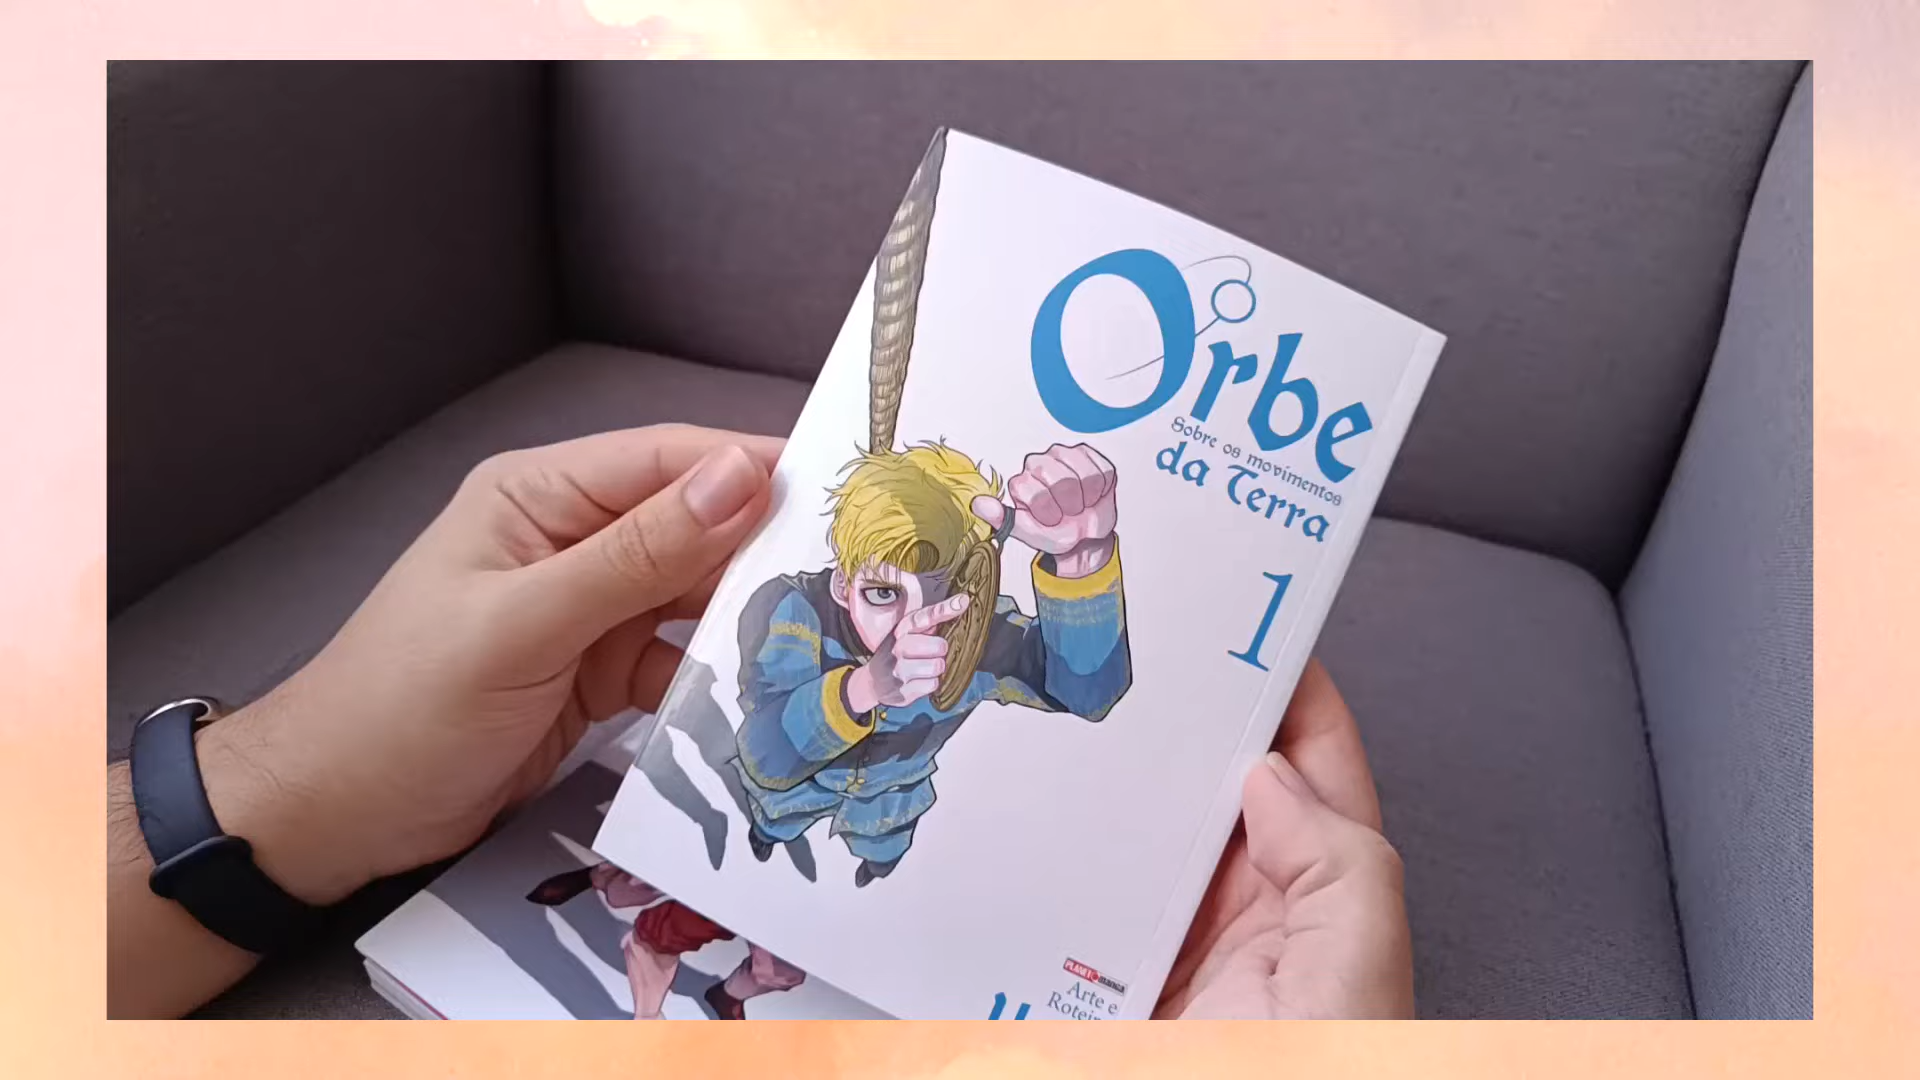 Orbe
Sobre os movimentos
da Terra
1
PLANET manga
Arte e